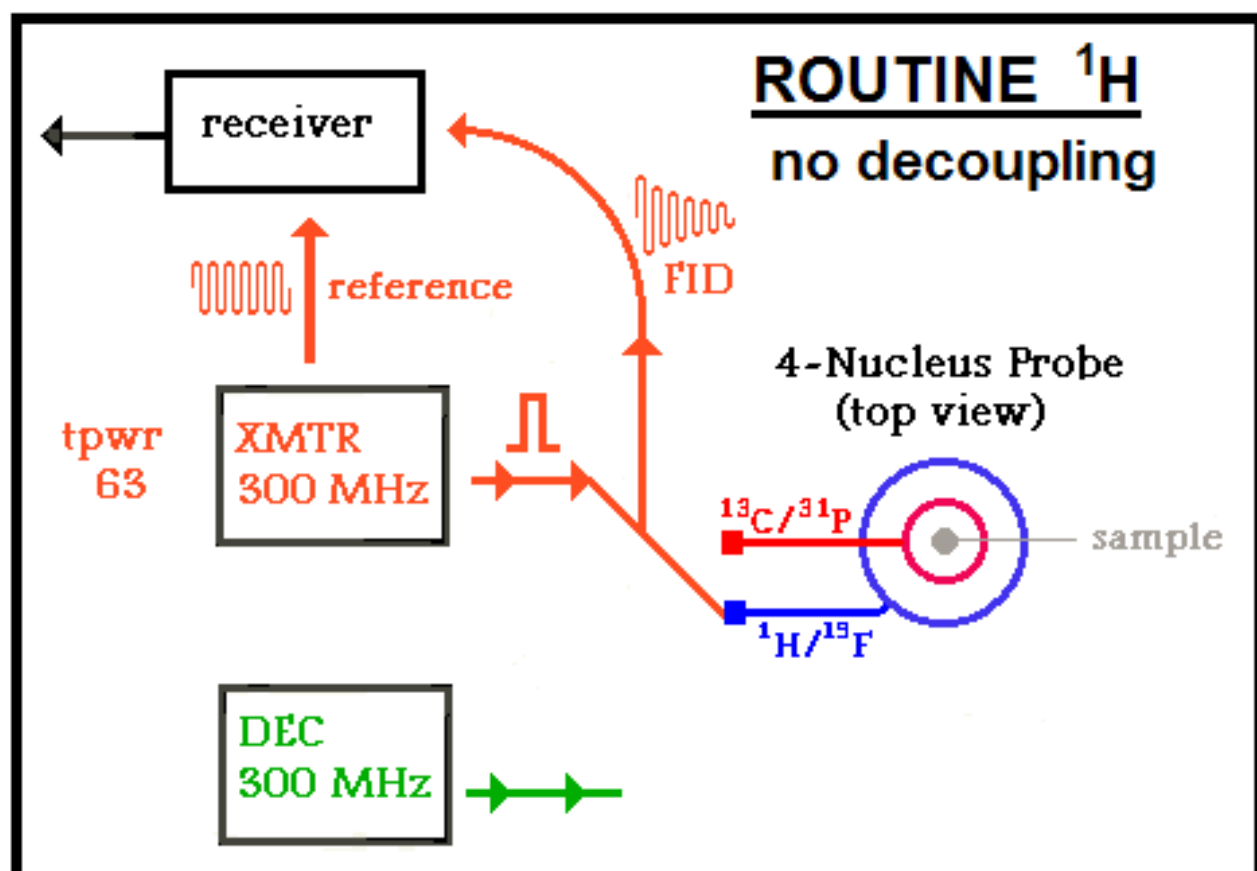 ROUTINE ¹H
no decoupling
receiver
FID
reference
4-Nucleus Probe
(top view)
tpwr
63
XMTR
300 MHz
¹³C/³¹P
sample
¹H/¹⁹F
DEC
300 MHz